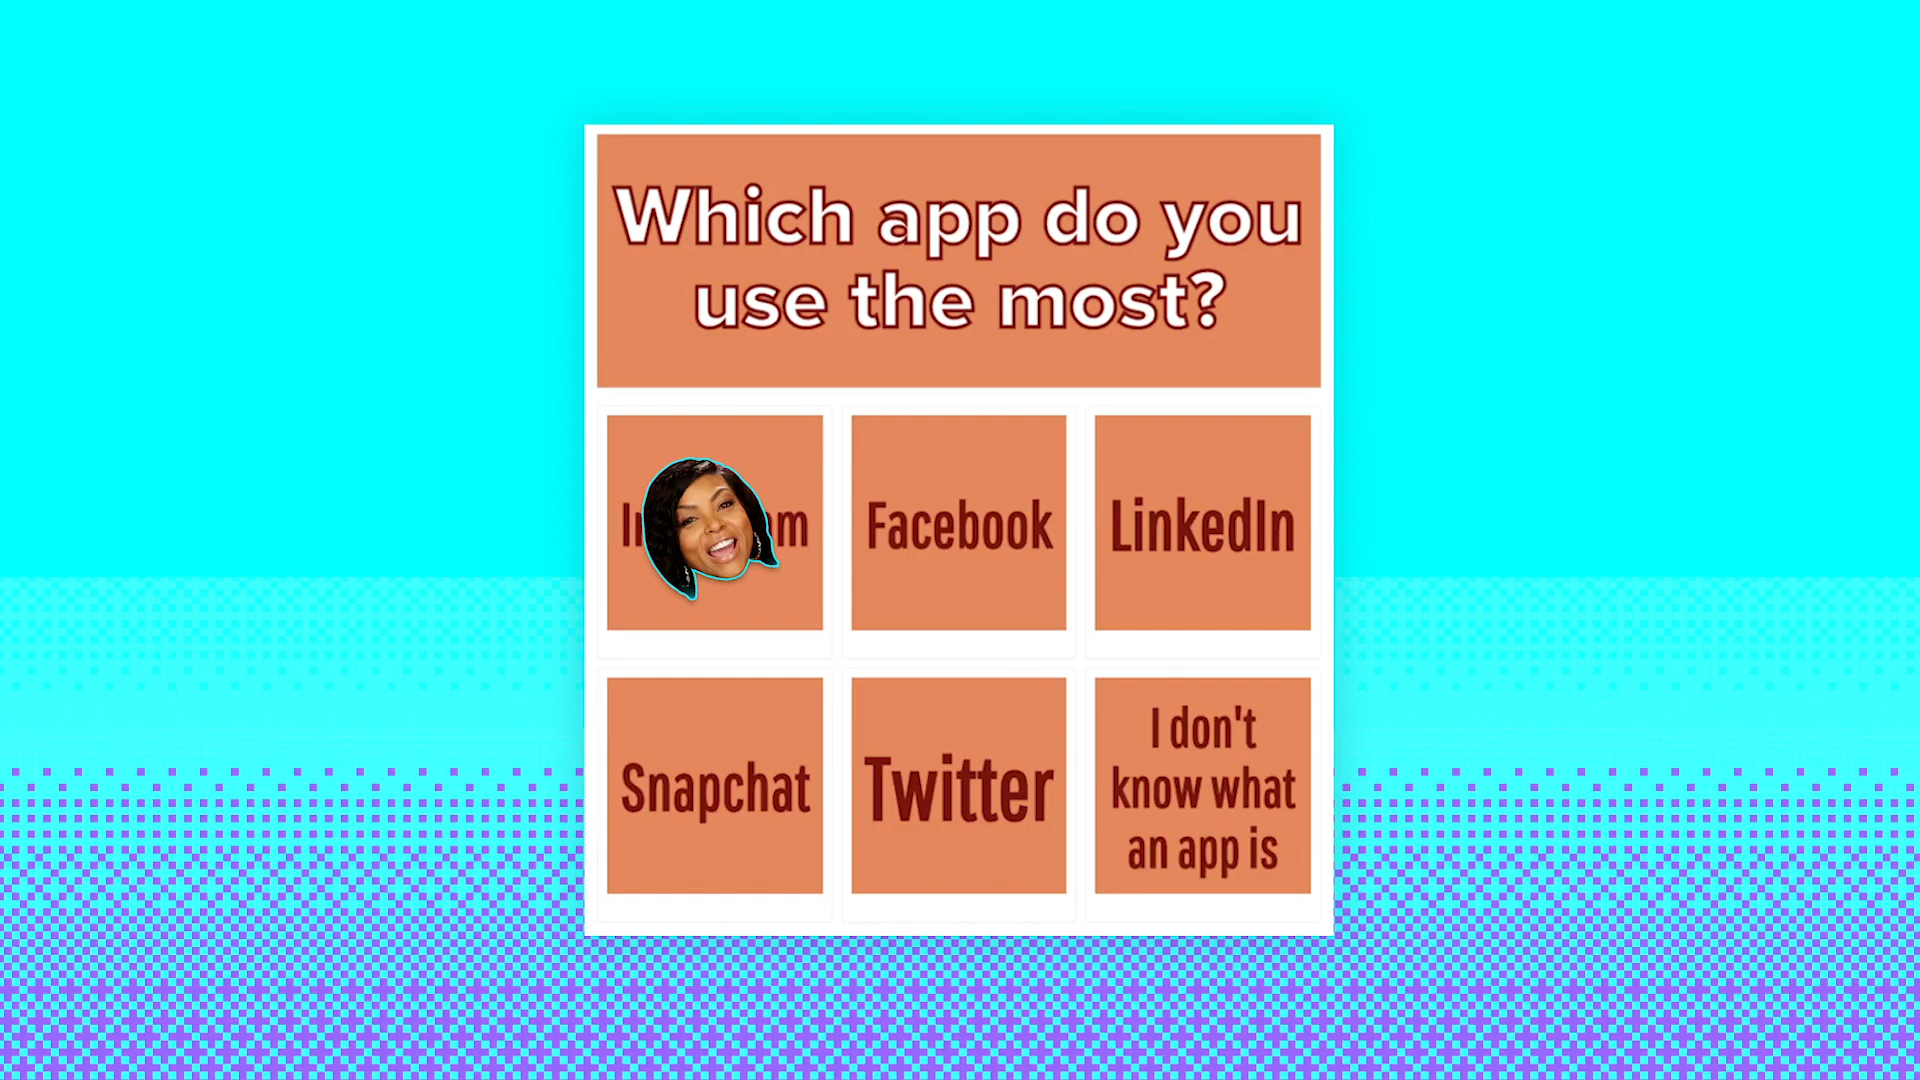 Which app do you
use the most?
Facebook
LinkedIn
Snapchat
Twitter
I don't
know what
an app is